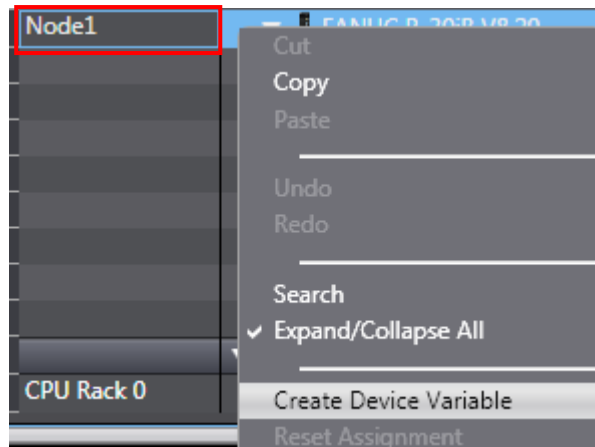 Node1
FANUC R-30iB V8.20
Cut
Copy
Paste
Undo
Redo
Search
Expand/Collapse All
CPU Rack 0
Create Device Variable
Reset Assignment